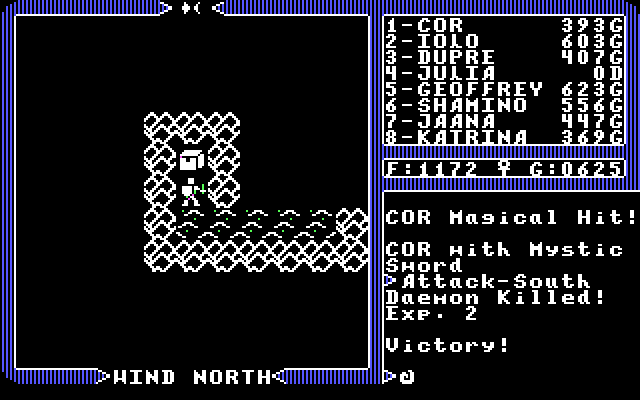 1-COR 393G
2-IOLO 603G
3-DUPRE 407G
4-JULIA 0D
5-GEOFFREY 623G
6-SHAMINO 556G
7-JAANA 447G
8-KATRINA 369G
F:1172 G:0625
COR Magical Hit!
COR with Mystic
Sword
Attack-South
Daemon Killed!
Exp. 2
Victory!
WIND NORTH